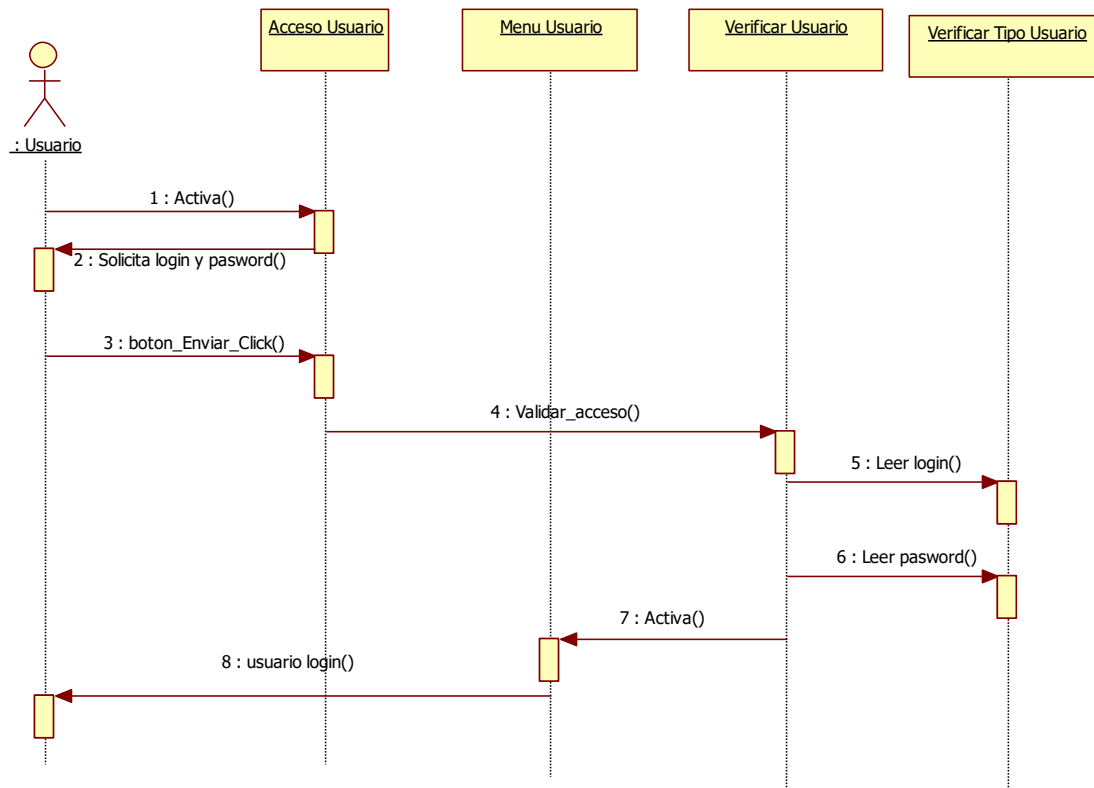 Acceso Usuario
Menu Usuario
Verificar Usuario
Verificar Tipo Usuario
: Usuario
1 : Activa()
2 : Solicita login y pasword()
3 : boton_Enviar_Click()
4 : Validar_acceso()
5 : Leer login()
6 : Leer pasword()
7 : Activa()
8 : usuario login()